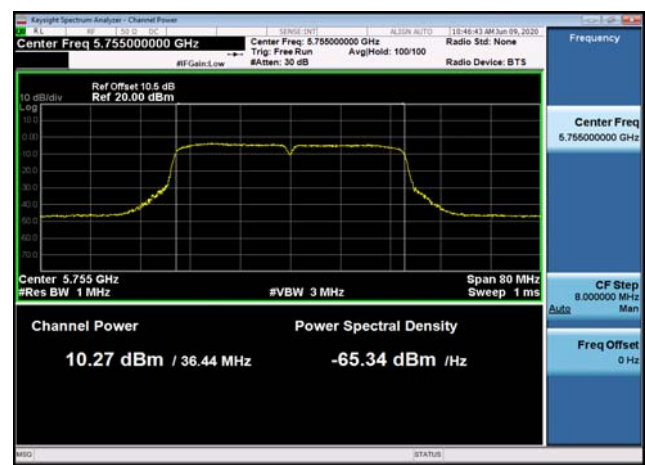 Keysight Spectrum Analyzer - Channel Power
RL RF 50 Ω DC SENSE:INT ALIGN AUTO 10:46:43 AM Jun 09, 2020
Center Freq 5.755000000 GHz
Center Freq: 5.755000000 GHz
Radio Std: None
Trig: Free Run Avg|Hold: 100/100
#IFGain:Low
#Atten: 30 dB
Radio Device: BTS
Frequency
Ref Offset 10.5 dB
10 dB/div Ref 20.00 dBm
Log
10.0
0.00
-10.0
-20.0
-30.0
-40.0
-50.0
-60.0
-70.0
Center Freq
5.755000000 GHz
Center 5.755 GHz
Span 80 MHz
#Res BW 1 MHz
#VBW 3 MHz
Sweep 1 ms
CF Step
8.000000 MHz
Auto Man
Channel Power
Power Spectral Density
10.27 dBm / 36.44 MHz
-65.34 dBm /Hz
Freq Offset
0 Hz
MSG
STATUS